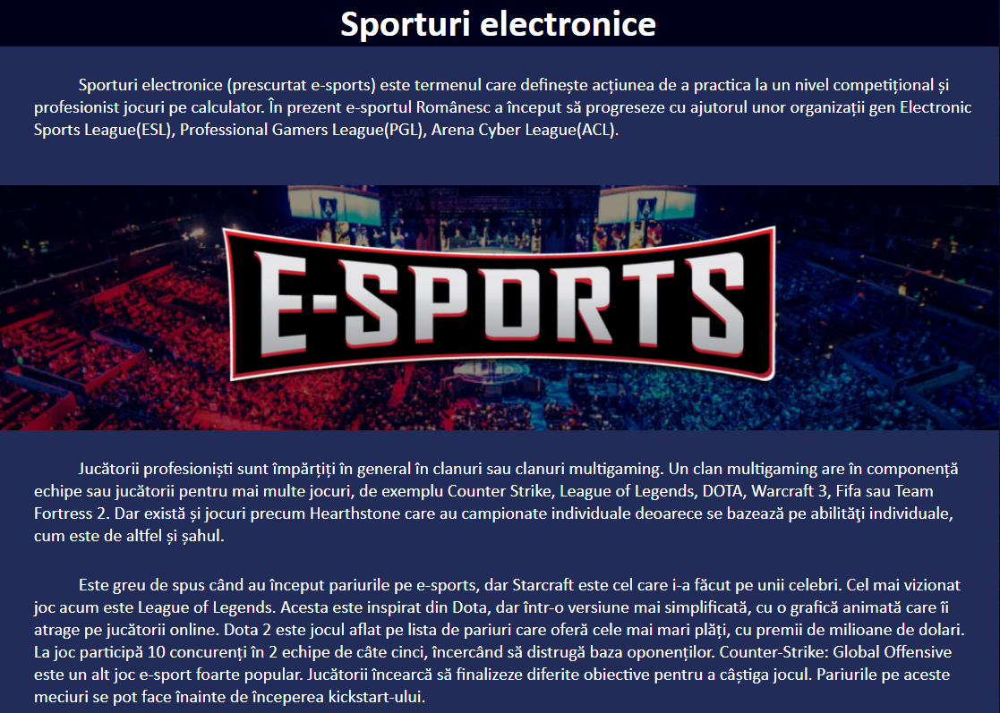 Sporturi electronice
Sporturi electronice (prescurtat e-sports) este termenul care definește acțiunea de a practica la un nivel competițional și
profesionist jocuri pe calculator. În prezent e-sportul Românesc a început să progreseze cu ajutorul unor organizații gen Electronic
Sports League(ESL), Professional Gamers League(PGL), Arena Cyber League(ACL).
E-SPORTS
Jucătorii profesioniști sunt împărțiți în general în clanuri sau clanuri multigaming. Un clan multigaming are în componență
echipe sau jucătorii pentru mai multe jocuri, de exemplu Counter Strike, League of Legends, DOTA, Warcraft 3, Fifa sau Team
Fortress 2. Dar există și jocuri precum Hearthstone care au campionate individuale deoarece se bazează pe abilităţi individuale,
cum este de altfel și șahul.
Este greu de spus când au început pariurile pe e-sports, dar Starcraft este cel care i-a făcut pe unii celebri. Cel mai vizionat
joc acum este League of Legends. Acesta este inspirat din Dota, dar într-o versiune mai simplificată, cu o grafică animată care îi
atrage pe jucătorii online. Dota 2 este jocul aflat pe lista de pariuri care oferă cele mai mari plăți, cu premii de milioane de dolari.
La joc participă 10 concurenți în 2 echipe de câte cinci, încercând să distrugă baza oponenților. Counter-Strike: Global Offensive
este un alt joc e-sport foarte popular. Jucătorii încearcă să finalizeze diferite obiective pentru a câștiga jocul. Pariurile pe aceste
meciuri se pot face înainte de începerea kickstart-ului.